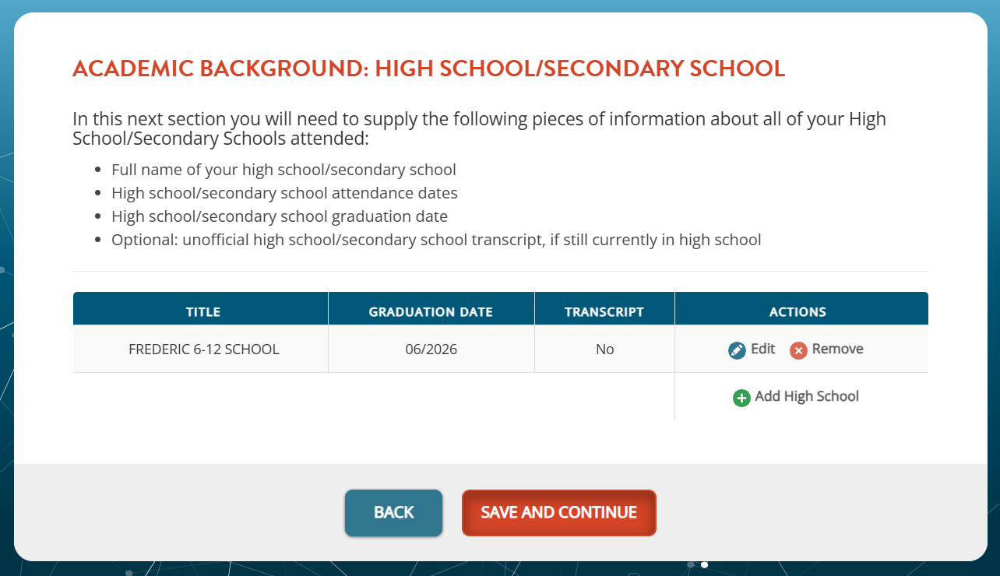 ACADEMIC BACKGROUND: HIGH SCHOOL/SECONDARY SCHOOL
In this next section you will need to supply the following pieces of information about all of your High
School/Secondary Schools attended:
Full name of your high school/secondary school
High school/secondary school attendance dates
High school/secondary school graduation date
Optional: unofficial high school/secondary school transcript, if still currently in high school
TITLE GRADUATION DATE TRANSCRIPT ACTIONS
FREDERIC 6-12 SCHOOL 06/2026 No Edit Remove
Add High School
BACK SAVE AND CONTINUE